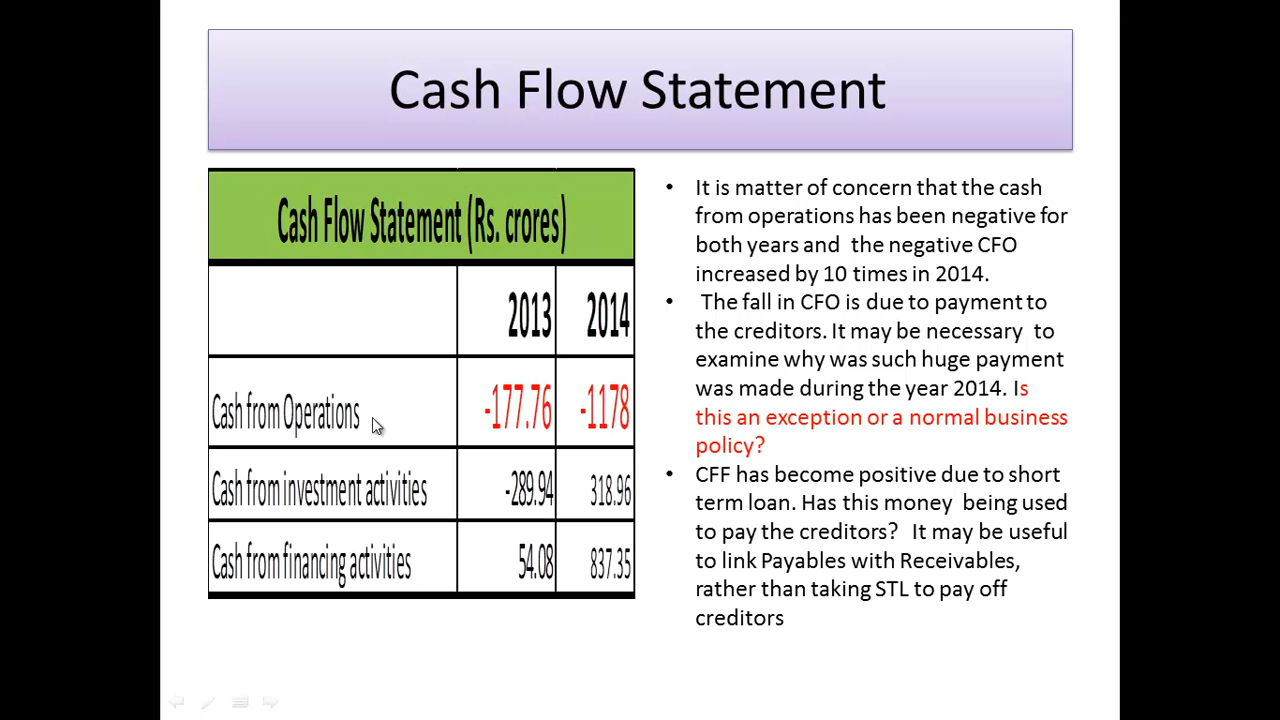 Cash Flow Statement
Cash Flow Statement (Rs. crores)
2013 2014
Cash from Operations -177.76 -1178
Cash from investment activities -289.94 318.96
Cash from financing activities 54.08 837.35
• It is matter of concern that the cash
from operations has been negative for
both years and the negative CFO
increased by 10 times in 2014.
• The fall in CFO is due to payment to
the creditors. It may be necessary to
examine why was such huge payment
was made during the year 2014. Is
this an exception or a normal business
policy?
• CFF has become positive due to short
term loan. Has this money being used
to pay the creditors? It may be useful
to link Payables with Receivables,
rather than taking STL to pay off
creditors